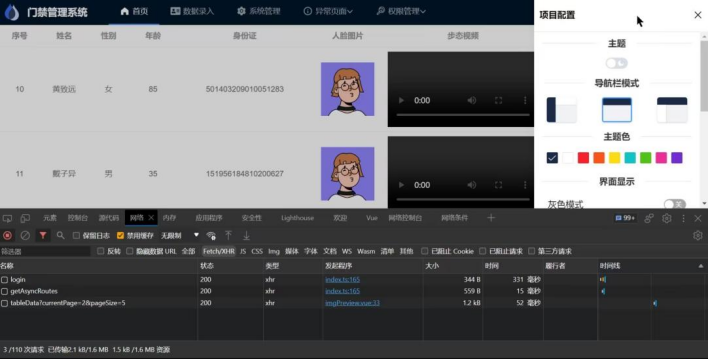 门禁管理系统 首页 数据录入 系统管理 异常页面 权限管理
项目配置
序号 姓名 性别 年龄 身份证 人脸图片 步态视频
主题
导航栏模式
10 黄致远 女 85 501403209010051283 0:00
主题色
11 戴子异 男 35 151956184810200627 0:00
界面显示
灰色模式
元素 控制台 源代码 网络 内存 应用程序 安全性 Lighthouse 欢迎 Vue 网络控制台 网络条件 99+
保留日志 禁用缓存 无限制
筛选器 反转 隐藏数据 URL 全部 Fetch/XHR JS CSS Img 媒体 字体 文档 WS Wasm 清单 其他 已阻止 Cookie 已阻止请求 第三方请求
名称 状态 类型 发起程序 大小 时间 履行者 时间线
login 200 xhr index.ts:165 344 B 331 毫秒
getAsyncRoutes 200 xhr index.ts:165 559 B 15 毫秒
tableData?currentPage=2&pageSize=5 200 xhr imgPreview.vue:33 1.2 kB 52 毫秒
3 /110 次请求 已传输2.1 kB/1.6 MB 1.5 kB /1.6 MB 资源